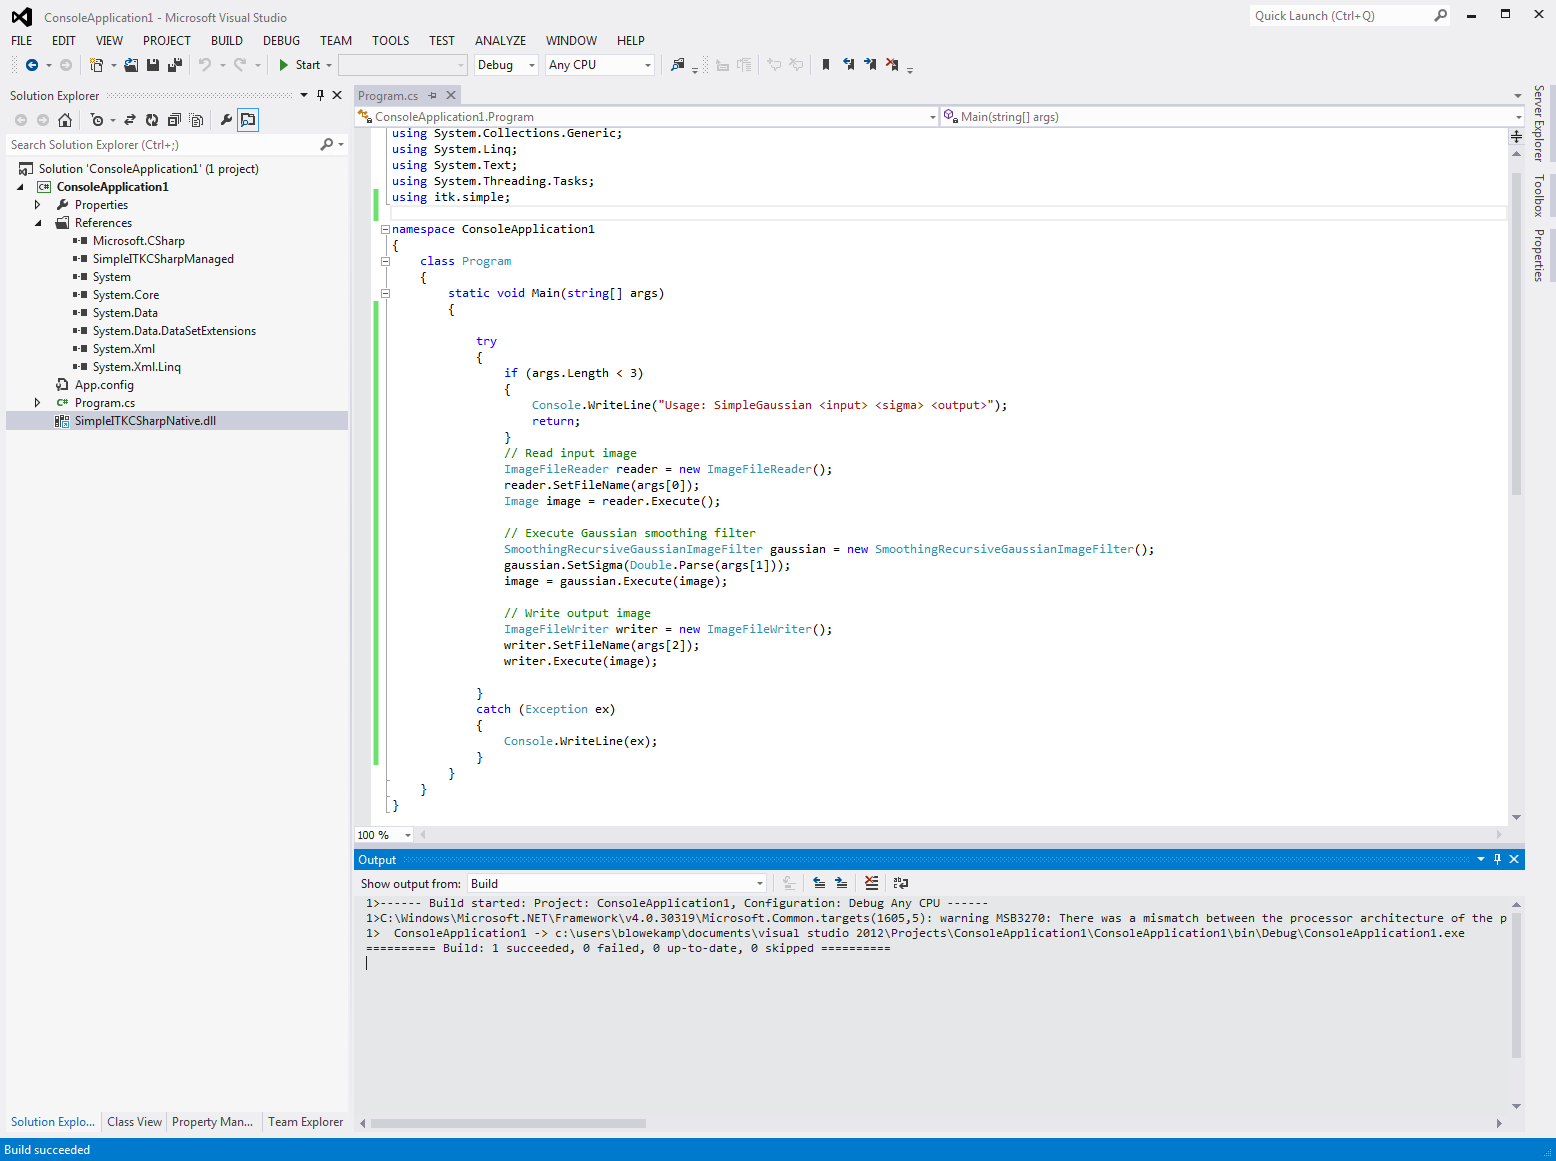 ConsoleApplication1 - Microsoft Visual Studio
Quick Launch (Ctrl+Q)
FILE EDIT VIEW PROJECT BUILD DEBUG TEAM TOOLS TEST ANALYZE WINDOW HELP
Start Debug Any CPU
Solution Explorer
Search Solution Explorer (Ctrl+;)
Solution 'ConsoleApplication1' (1 project)
C# ConsoleApplication1
Properties
References
Microsoft.CSharp
SimpleITKCSharpManaged
System
System.Core
System.Data
System.Data.DataSetExtensions
System.Xml
System.Xml.Linq
App.config
C# Program.cs
SimpleITKCSharpNative.dll
Solution Explo... Class View Property Man... Team Explorer
Program.cs
ConsoleApplication1.Program Main(string[] args)
using System.Collections.Generic;
using System.Linq;
using System.Text;
using System.Threading.Tasks;
using itk.simple;
namespace ConsoleApplication1
{
class Program
{
static void Main(string[] args)
{
try
{
if (args.Length < 3)
{
Console.WriteLine("Usage: SimpleGaussian <input> <sigma> <output>");
return;
}
// Read input image
ImageFileReader reader = new ImageFileReader();
reader.SetFileName(args[0]);
Image image = reader.Execute();
// Execute Gaussian smoothing filter
SmoothingRecursiveGaussianImageFilter gaussian = new SmoothingRecursiveGaussianImageFilter();
gaussian.SetSigma(Double.Parse(args[1]));
image = gaussian.Execute(image);
// Write output image
ImageFileWriter writer = new ImageFileWriter();
writer.SetFileName(args[2]);
writer.Execute(image);
}
catch (Exception ex)
{
Console.WriteLine(ex);
}
}
}
}
100 %
Server Explorer
Toolbox
Properties
Output
Show output from: Build
1>------ Build started: Project: ConsoleApplication1, Configuration: Debug Any CPU ------
1>C:\Windows\Microsoft.NET\Framework\v4.0.30319\Microsoft.Common.targets(1605,5): warning MSB3270: There was a mismatch between the processor architecture of the p
1>  ConsoleApplication1 -> c:\users\blowekamp\documents\visual studio 2012\Projects\ConsoleApplication1\ConsoleApplication1\bin\Debug\ConsoleApplication1.exe
========== Build: 1 succeeded, 0 failed, 0 up-to-date, 0 skipped ==========
Build succeeded